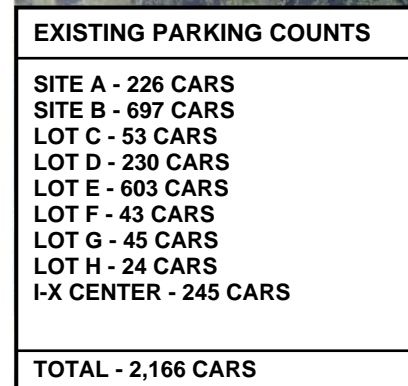 EXISTING PARKING COUNTS
SITE A - 226 CARS
SITE B - 697 CARS
LOT C - 53 CARS
LOT D - 230 CARS
LOT E - 603 CARS
LOT F - 43 CARS
LOT G - 45 CARS
LOT H - 24 CARS
I-X CENTER - 245 CARS
TOTAL - 2,166 CARS